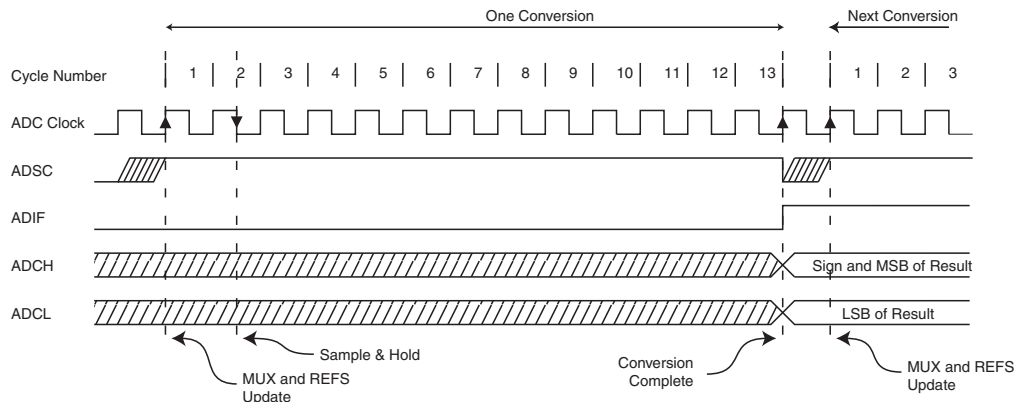 One Conversion
Next Conversion
Cycle Number 1 2 3 4 5 6 7 8 9 10 11 12 13 1 2 3
ADC Clock
ADSC
ADIF
ADCH
Sign and MSB of Result
ADCL
LSB of Result
Sample & Hold
MUX and REFS
Update
Conversion
Complete
MUX and REFS
Update